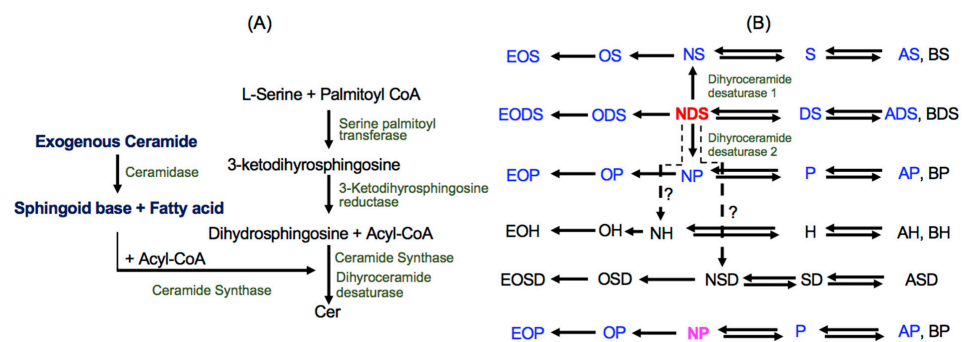 (A)
L-Serine + Palmitoyl CoA
Serine palmitoyl
transferase
Exogenous Ceramide
Ceramidase
3-ketodihyrosphingosine
3-Ketodihyrosphingosine
reductase
Sphingoid base + Fatty acid
Dihydrosphingosine + Acyl-CoA
+ Acyl-CoA
Ceramide Synthase
Ceramide Synthase
Dihyroceramide
desaturase
Cer
(B)
EOS OS NS S AS, BS
Dihyroceramide
desaturase 1
EODS ODS NDS DS ADS, BDS
Dihyroceramide
desaturase 2
EOP OP NP P AP, BP
? ?
EOH OH NH H AH, BH
EOSD OSD NSD SD ASD
EOP OP NP P AP, BP